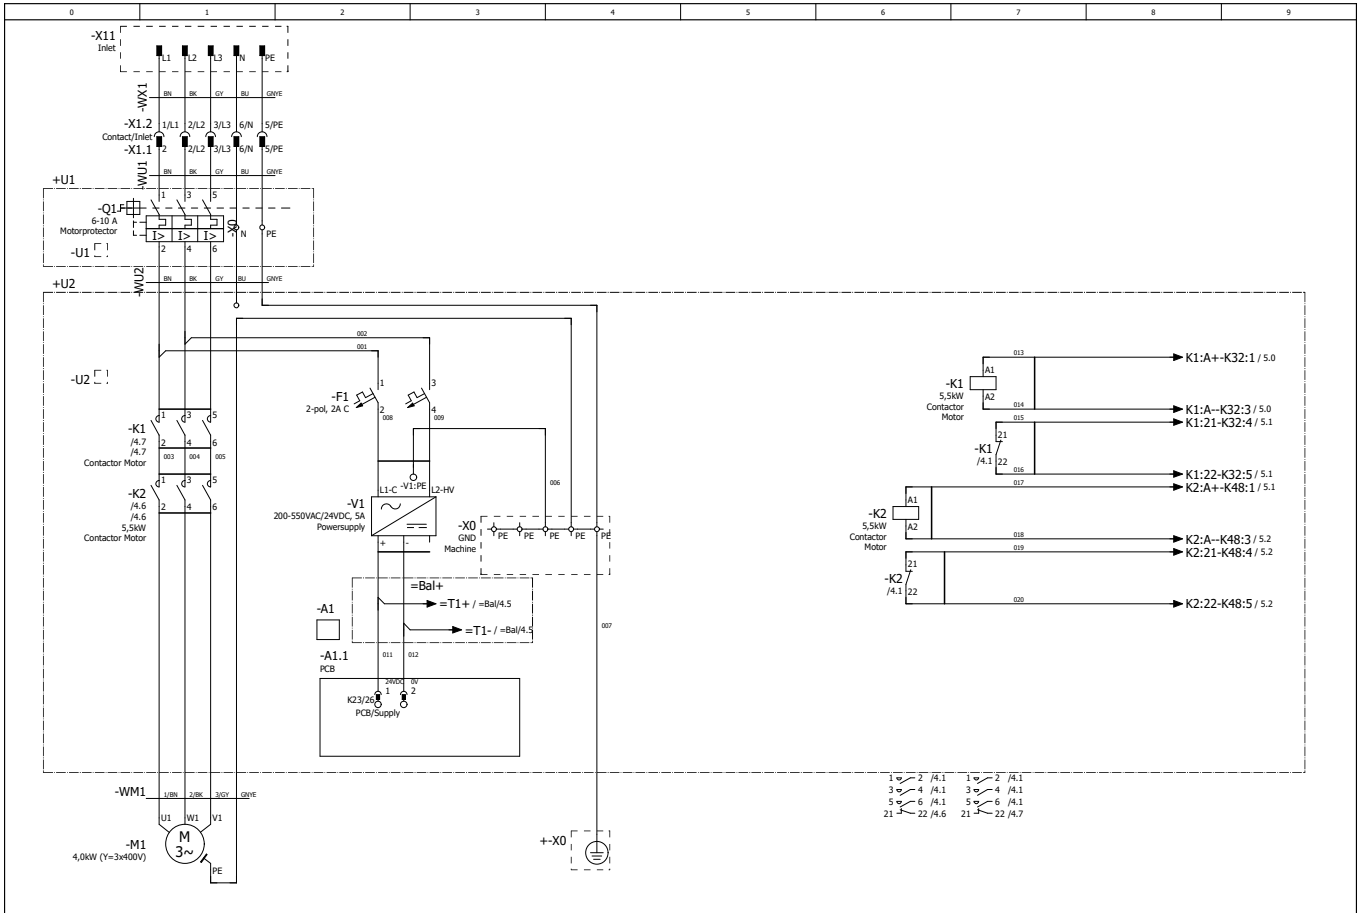 0 1 2 3 4 5 6 7 8 9
-X11
Inlet
L1 L2 L3 N PE
-WX1
BN BK GY BU GNYE
-X1.2 1/L1 2/L2 3/L3 6/N 5/PE
Contact/Inlet
-X1.1 2 2/L2 3/L3 6/N 5/PE
-WU1
BN BK GY BU GNYE
+U1
1 3 5
-Q1
6-10 A
Motorprotector
I> I> I>
-X0
N PE
-U1
2 4 6
-WU2
BN BK GY BU GNYE
+U2
002
001
-U2
-F1
2-pol, 2A C
1 3
2 4
008 009
-K1
/4.7
/4.7
Contactor Motor
1 3 5
2 4 6
003 004 005
-K2
/4.6
/4.6
5,5kW
Contactor Motor
1 3 5
2 4 6
006
L1-C -V1:PE L2-HV
-V1
200-550VAC/24VDC, 5A
Powersupply
+ -
-X0
GND
Machine
PE PE PE PE PE
=Bal+
=T1+ / =Bal/4.5
=T1- / =Bal/4.5
-A1
007
-A1.1
PCB
011 012
24VDC 0V
1 2
K23/26
PCB/Supply
013
K1:A+-K32:1 / 5.0
-K1
5,5kW
Contactor
Motor
A1
A2
014
K1:A--K32:3 / 5.0
015
K1:21-K32:4 / 5.1
-K1
/4.1
21
22
016
K1:22-K32:5 / 5.1
017
K2:A+-K48:1 / 5.1
-K2
5,5kW
Contactor
Motor
A1
A2
018
K2:A--K48:3 / 5.2
019
K2:21-K48:4 / 5.2
-K2
/4.1
21
22
020
K2:22-K48:5 / 5.2
1 2 /4.1 1 2 /4.1
3 4 /4.1 3 4 /4.1
5 6 /4.1 5 6 /4.1
21 22 /4.6 21 22 /4.7
-WM1
1/BN 2/BK 3/GY GNYE
U1 W1 V1
-M1
4,0kW (Y=3x400V)
M
3~
PE
+-X0